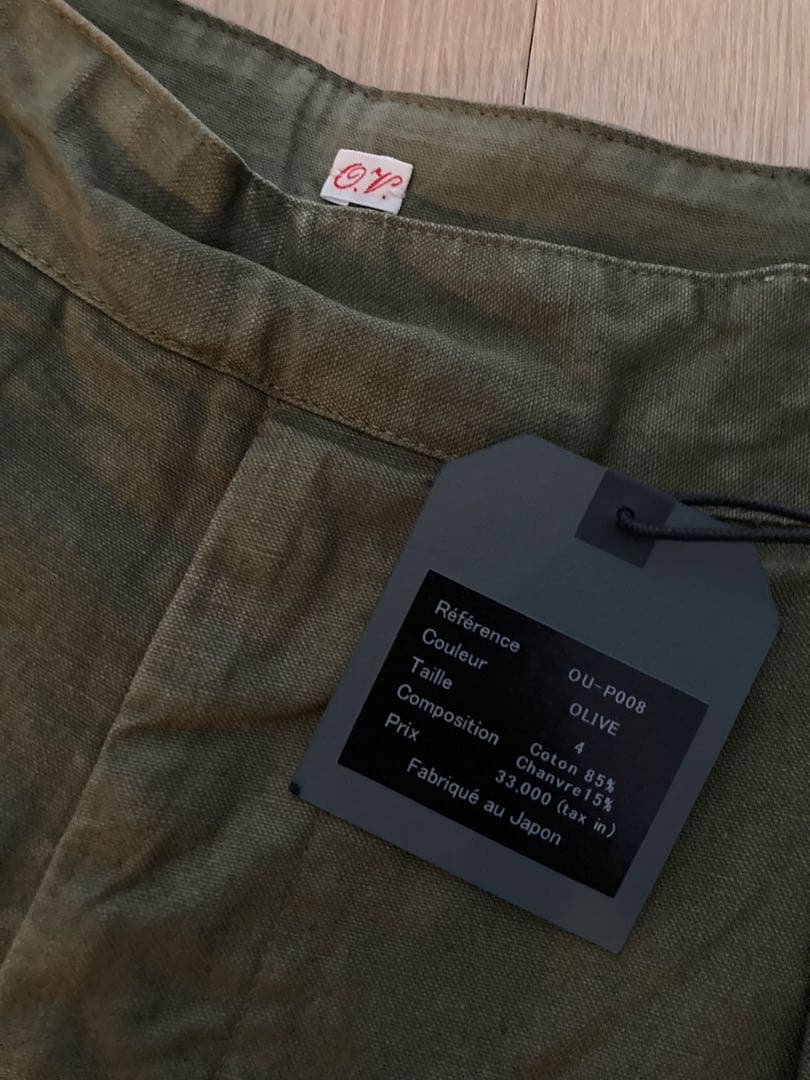 O.V.
Référence OU-P008
Couleur OLIVE
Taille 4
Composition Coton 85%
Chanvre15%
Prix 33.000 (tax in)
Fabriqué au Japon